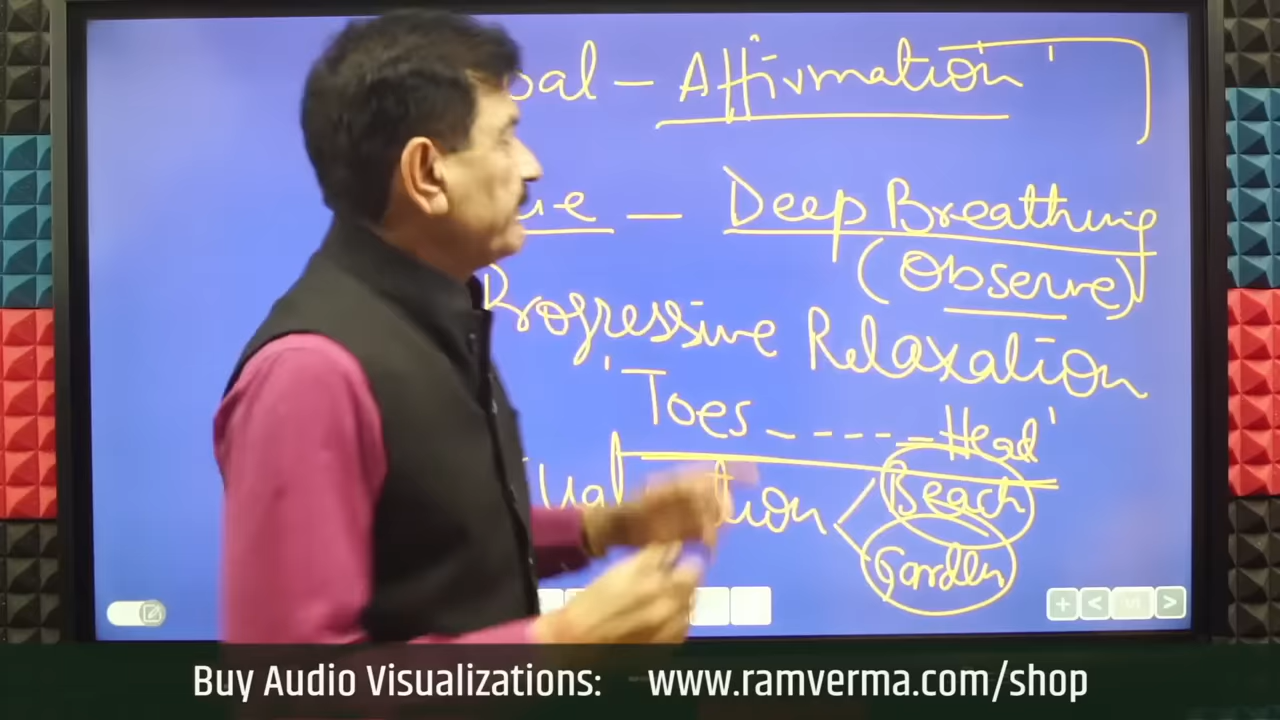 oal - Affirmation
ue - Deep Breathing
(Observe)
Progressive Relaxation
'Toes ----- Head'
Beach
Garden
+ < >
Buy Audio Visualizations: www.ramverma.com/shop